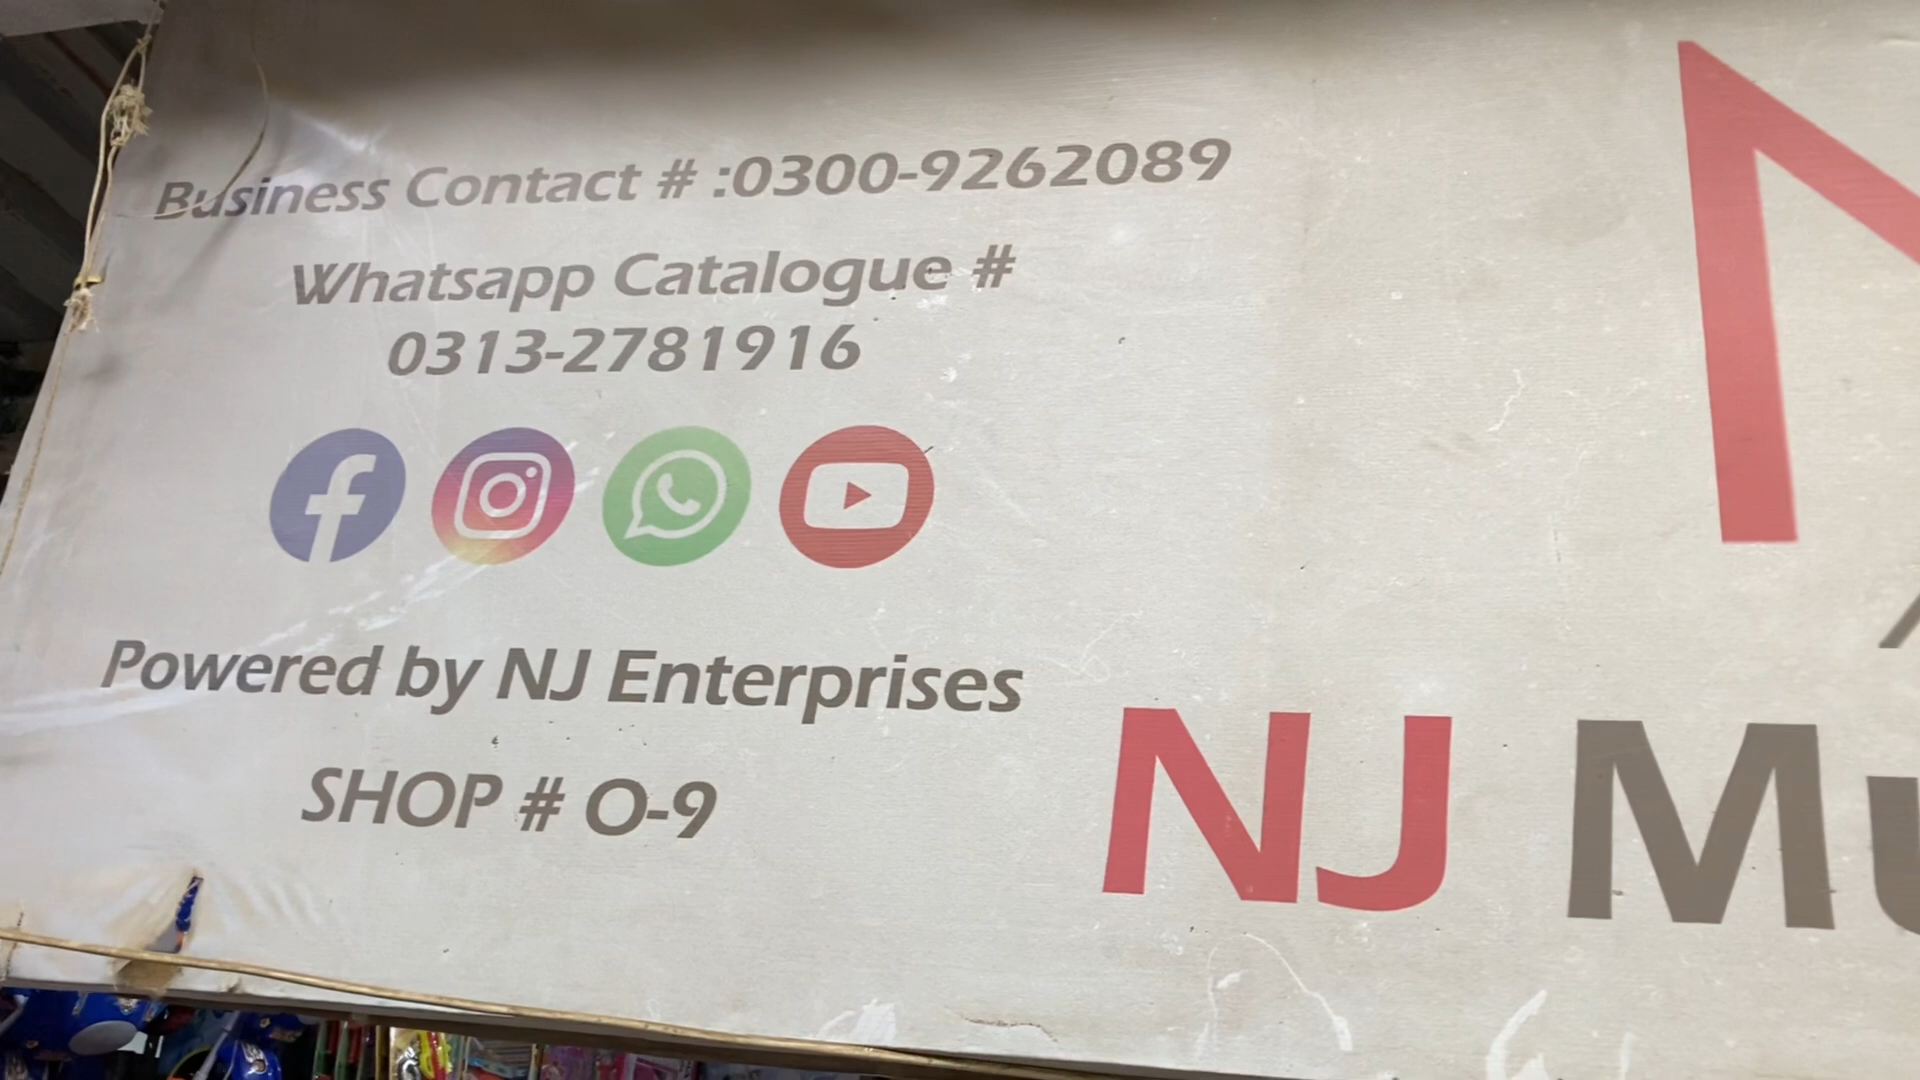 Business Contact # :0300-9262089
Whatsapp Catalogue #
0313-2781916
Powered by NJ Enterprises
SHOP # O-9
NJ